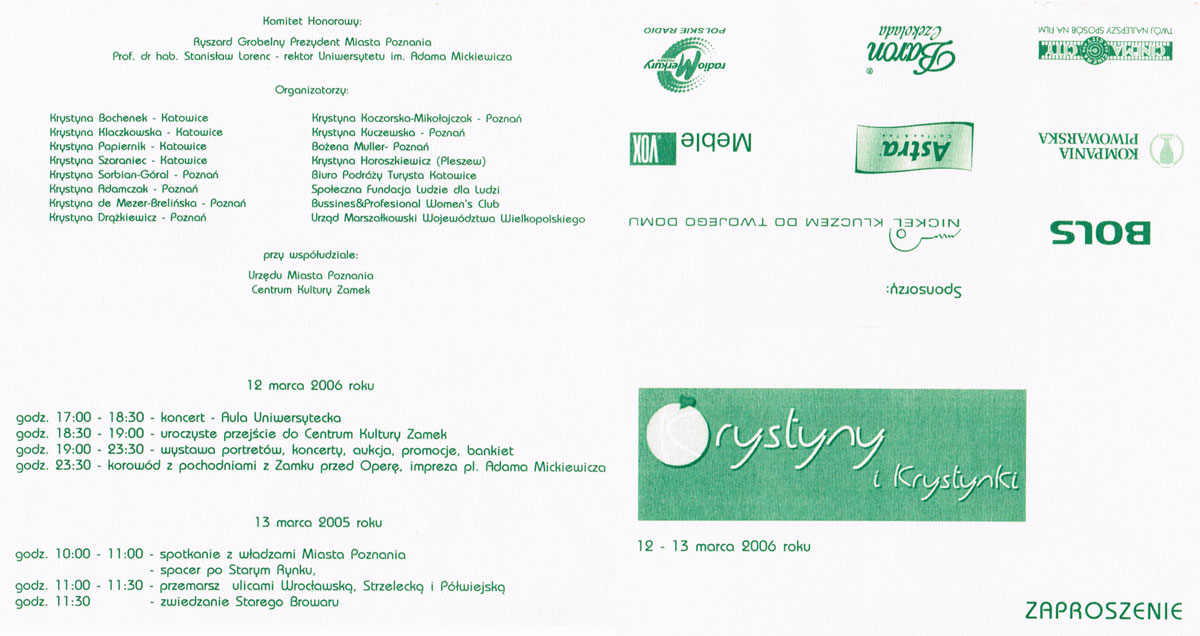 Komitet Honorowy:
Ryszard Grobelny Prezydent Miasta Poznania
Prof. dr hab. Stanisław Lorenc - rektor Uniwersytetu im. Adama Mickiewicza
Organizatorzy:
Krystyna Bochenek - Katowice
Krystyna Klaczkowska - Katowice
Krystyna Papiernik - Katowice
Krystyna Szaraniec - Katowice
Krystyna Sorbian-Góral - Poznań
Krystyna Adamczak - Poznań
Krystyna de Mezer-Brelińska - Poznań
Krystyna Drążkiewicz - Poznań
Krystyna Koczorska-Mikołajczak - Poznań
Krystyna Kuczewska - Poznań
Bożena Muller- Poznań
Krystyna Horoszkiewicz (Pleszew)
Biuro Podróży Turysta Katowice
Społeczna Fundacja Ludzie dla Ludzi
Bussines&Profesional Women's Club
Urząd Marszałkowski Województwa Wielkopolskiego
przy współudziale:
Urzędu Miasta Poznania
Centrum Kultury Zamek
Sponsorzy:
BOLS
NICKEL KLUCZEM DO TWOJEGO DOMU
KOMPANIA
PIWOWARSKA
Astra
Coffee & Tea
Meble VOX
CINEMA CITY
TWÓJ NAJLEPSZY SPOSÓB NA FILM
Baron ®
Czekolada
radio
Merkury
POZNAŃ
POLSKIE RADIO
12 marca 2006 roku
godz. 17:00 - 18:30 - koncert - Aula Uniwersytecka
godz. 18:30 - 19:00 - uroczyste przejście do Centrum Kultury Zamek
godz. 19:00 - 23:30 - wystawa portretów, koncerty, aukcja, promocje, bankiet
godz. 23:30 - korowód z pochodniami z Zamku przed Operę, impreza pl. Adama Mickiewicza
13 marca 2005 roku
godz. 10:00 - 11:00 - spotkanie z władzami Miasta Poznania
- spacer po Starym Rynku,
godz. 11:00 - 11:30 - przemarsz ulicami Wrocławską, Strzelecką i Półwiejską
godz. 11:30 - zwiedzanie Starego Browaru
Krystyny
i Krystynki
12 - 13 marca 2006 roku
ZAPROSZENIE